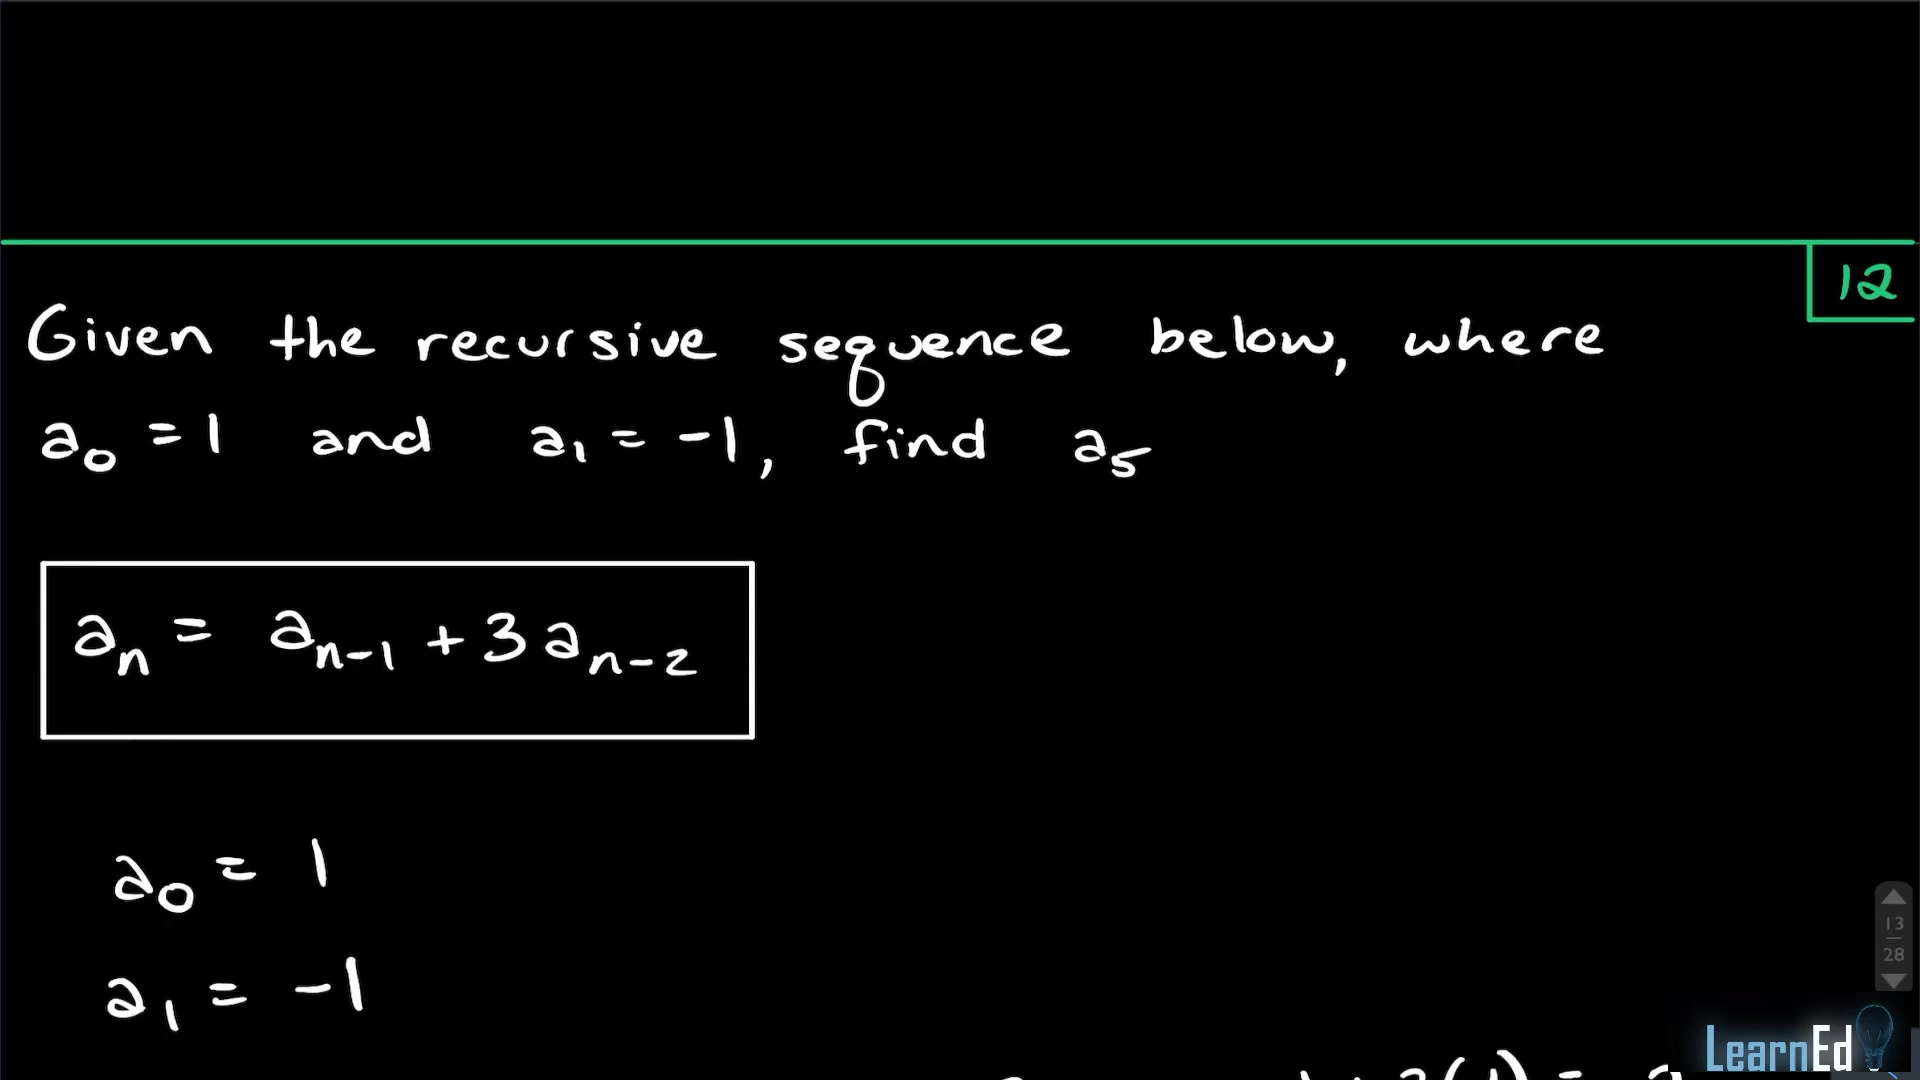 12
Given the recursive sequence below, where
a₀ = 1 and a₁ = -1, find a₅
aₙ = aₙ₋₁ + 3aₙ₋₂
a₀ = 1
a₁ = -1
13
28
LearnEd